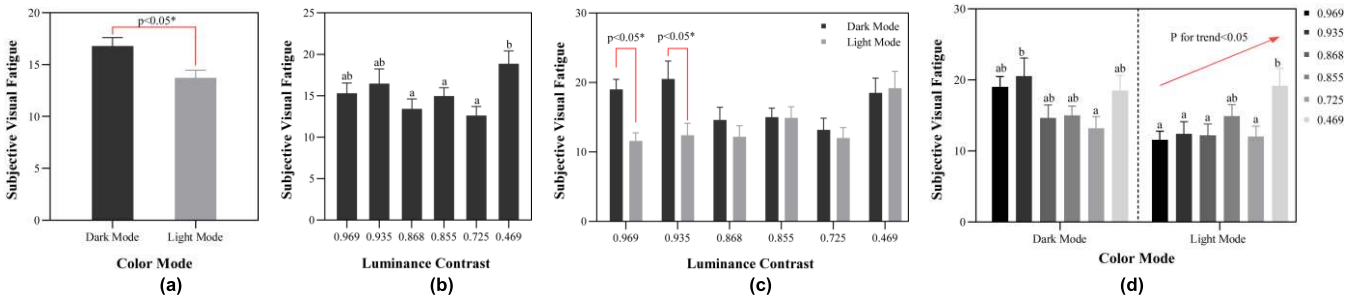 Subjective Visual Fatigue
20
15
10
5
0
p<0.05*
Dark Mode
Light Mode
Color Mode
(a)
Subjective Visual Fatigue
25
20
15
10
5
0
ab
ab
a
a
a
b
0.969
0.935
0.868
0.855
0.725
0.469
Luminance Contrast
(b)
Subjective Visual Fatigue
30
20
10
0
p<0.05*
p<0.05*
Dark Mode
Light Mode
0.969
0.935
0.868
0.855
0.725
0.469
Luminance Contrast
(c)
Subjective Visual Fatigue
30
20
10
0
ab
b
ab
ab
a
ab
P for trend<0.05
a
a
a
ab
a
b
Dark Mode
Light Mode
Color Mode
(d)
0.969
0.935
0.868
0.855
0.725
0.469